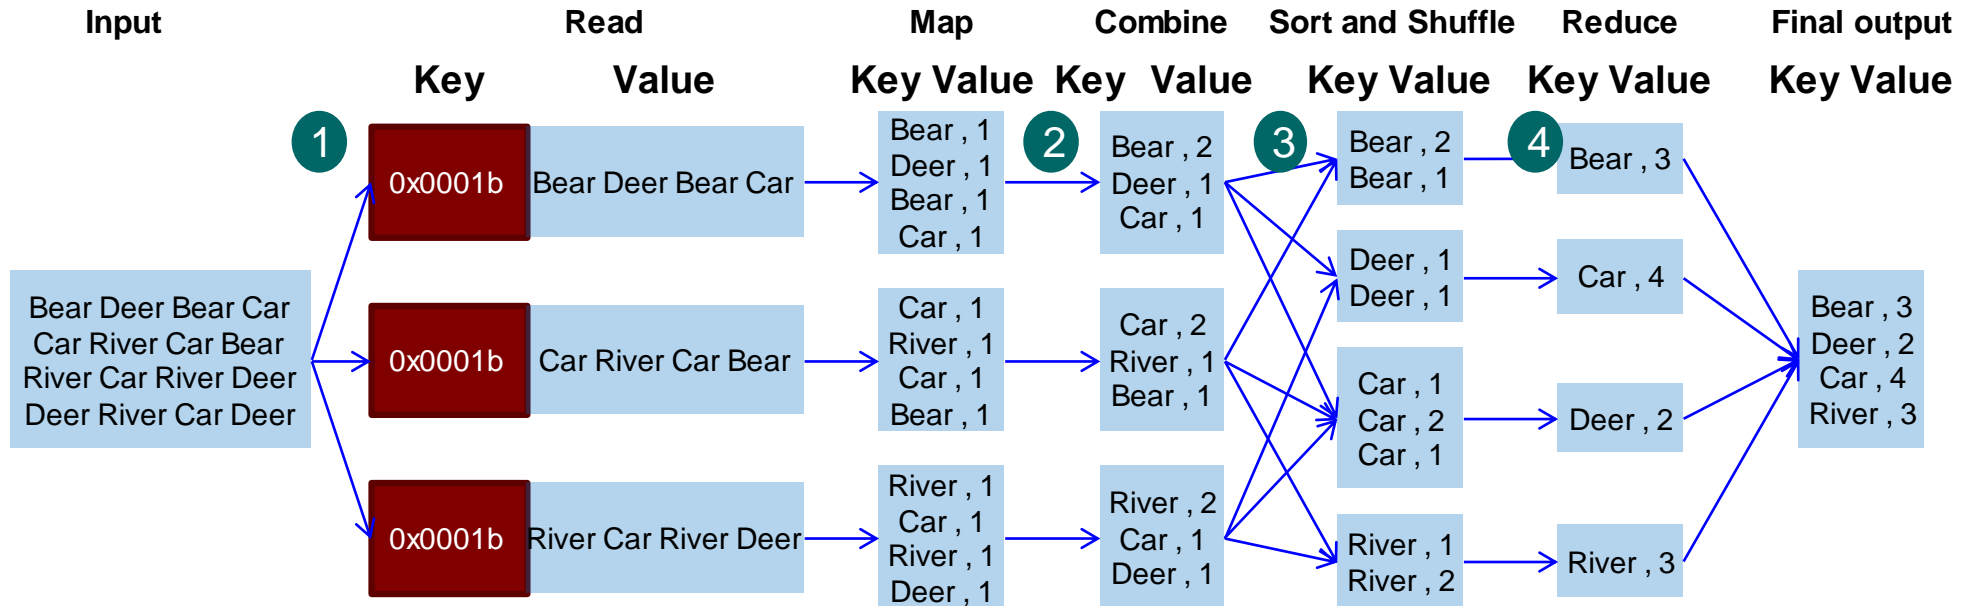 Input
Read
Map
Combine
Sort and Shuffle
Reduce
Final output
Key Value
Key Value
Key Value
Key Value
Key Value
Key Value
1
2
3
4
Bear Deer Bear Car
Car River Car Bear
River Car River Deer
Deer River Car Deer
0x0001b
Bear Deer Bear Car
0x0001b
Car River Car Bear
0x0001b
River Car River Deer
Bear , 1
Deer , 1
Bear , 1
Car , 1
Car , 1
River , 1
Car , 1
Bear , 1
River , 1
Car , 1
River , 1
Deer , 1
Bear , 2
Deer , 1
Car , 1
Car , 2
River , 1
Bear , 1
River , 2
Car , 1
Deer , 1
Bear , 2
Bear , 1
Deer , 1
Deer , 1
Car , 1
Car , 2
Car , 1
River , 1
River , 2
Bear , 3
Car , 4
Deer , 2
River , 3
Bear , 3
Deer , 2
Car , 4
River , 3